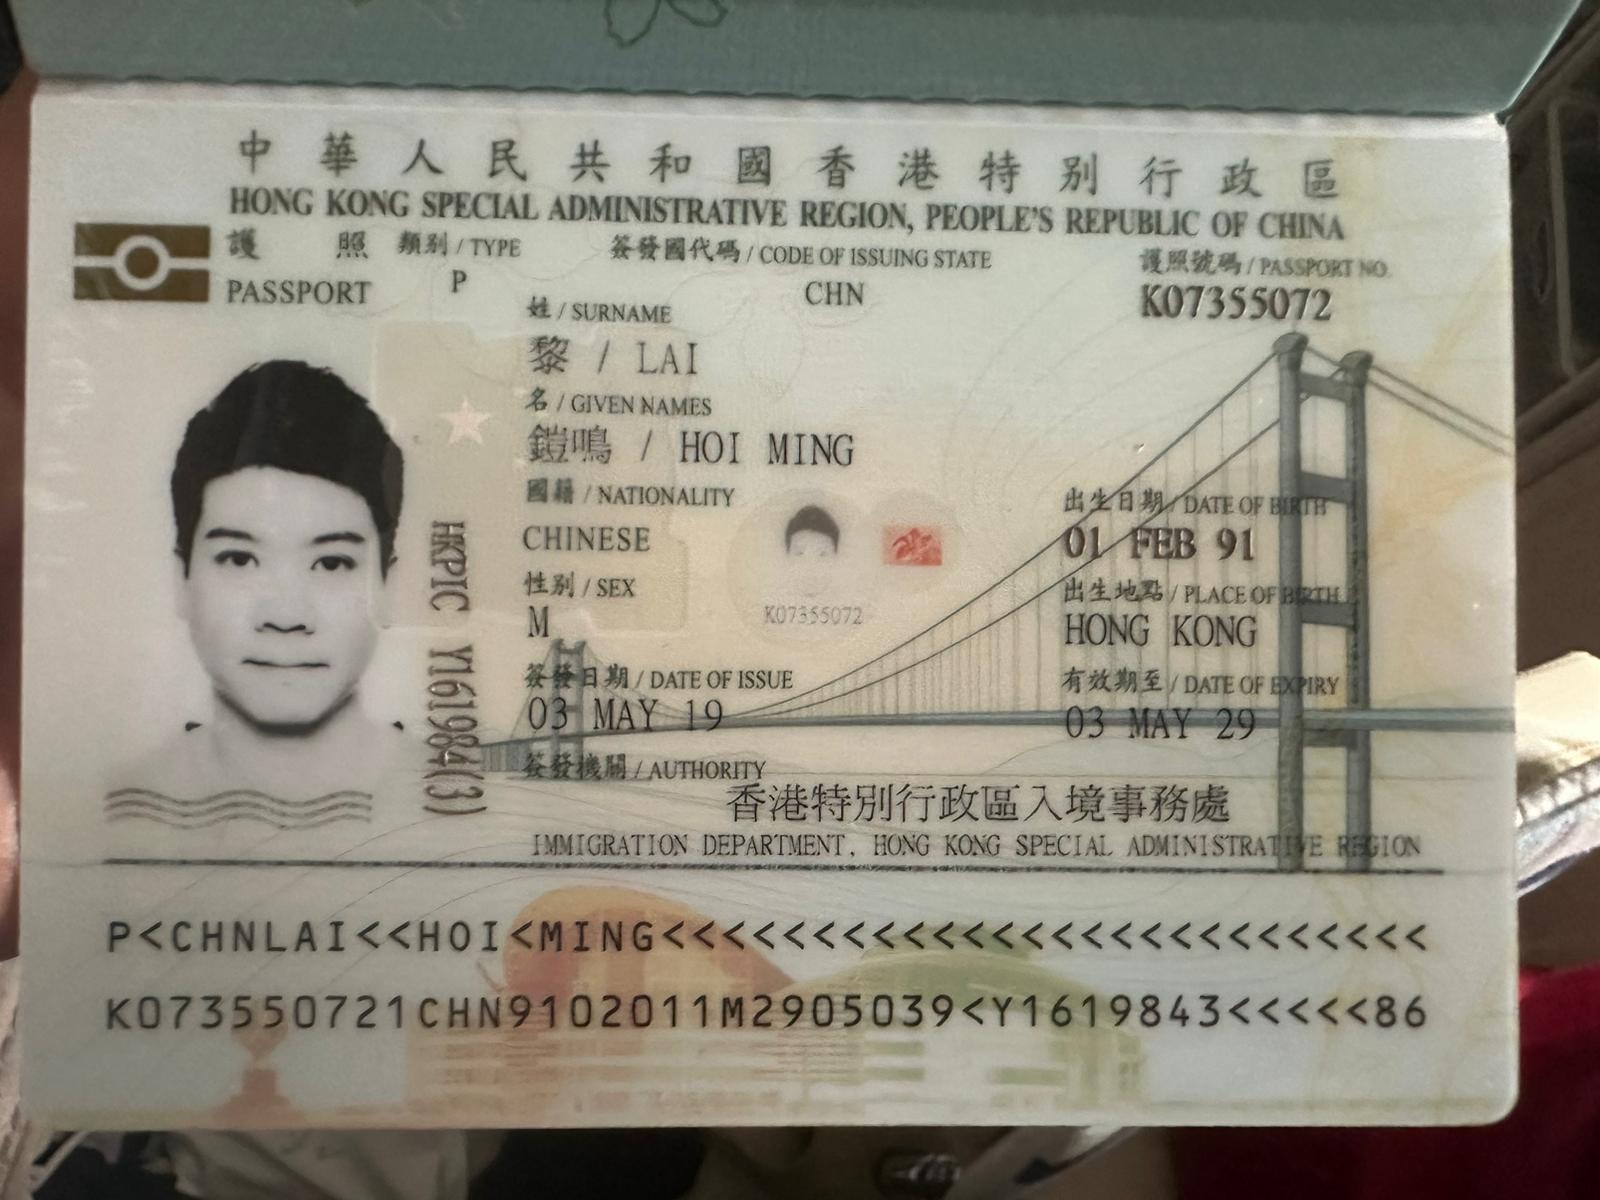 中華人民共和國香港特別行政區
HONG KONG SPECIAL ADMINISTRATIVE REGION, PEOPLE'S REPUBLIC OF CHINA
護照 類別 / TYPE 簽發國代碼 / CODE OF ISSUING STATE 護照號碼 / PASSPORT NO.
PASSPORT P CHN K07355072
姓 / SURNAME
黎 / LAI
名 / GIVEN NAMES
鎧鳴 / HOI MING
國籍 / NATIONALITY 出生日期 / DATE OF BIRTH
CHINESE 01 FEB 91
性別 / SEX 出生地點 / PLACE OF BIRTH
M HONG KONG
K07355072
簽發日期 / DATE OF ISSUE 有效期至 / DATE OF EXPIRY
03 MAY 19 03 MAY 29
簽發機關 / AUTHORITY
香港特別行政區入境事務處
IMMIGRATION DEPARTMENT, HONG KONG SPECIAL ADMINISTRATIVE REGION
HKPIC Y161984(3)
P<CHNLAI<<HOI<MING<<<<<<<<<<<<<<<<<<<<<<<<<<
K073550721CHN9102011M2905039<Y1619843<<<<<86